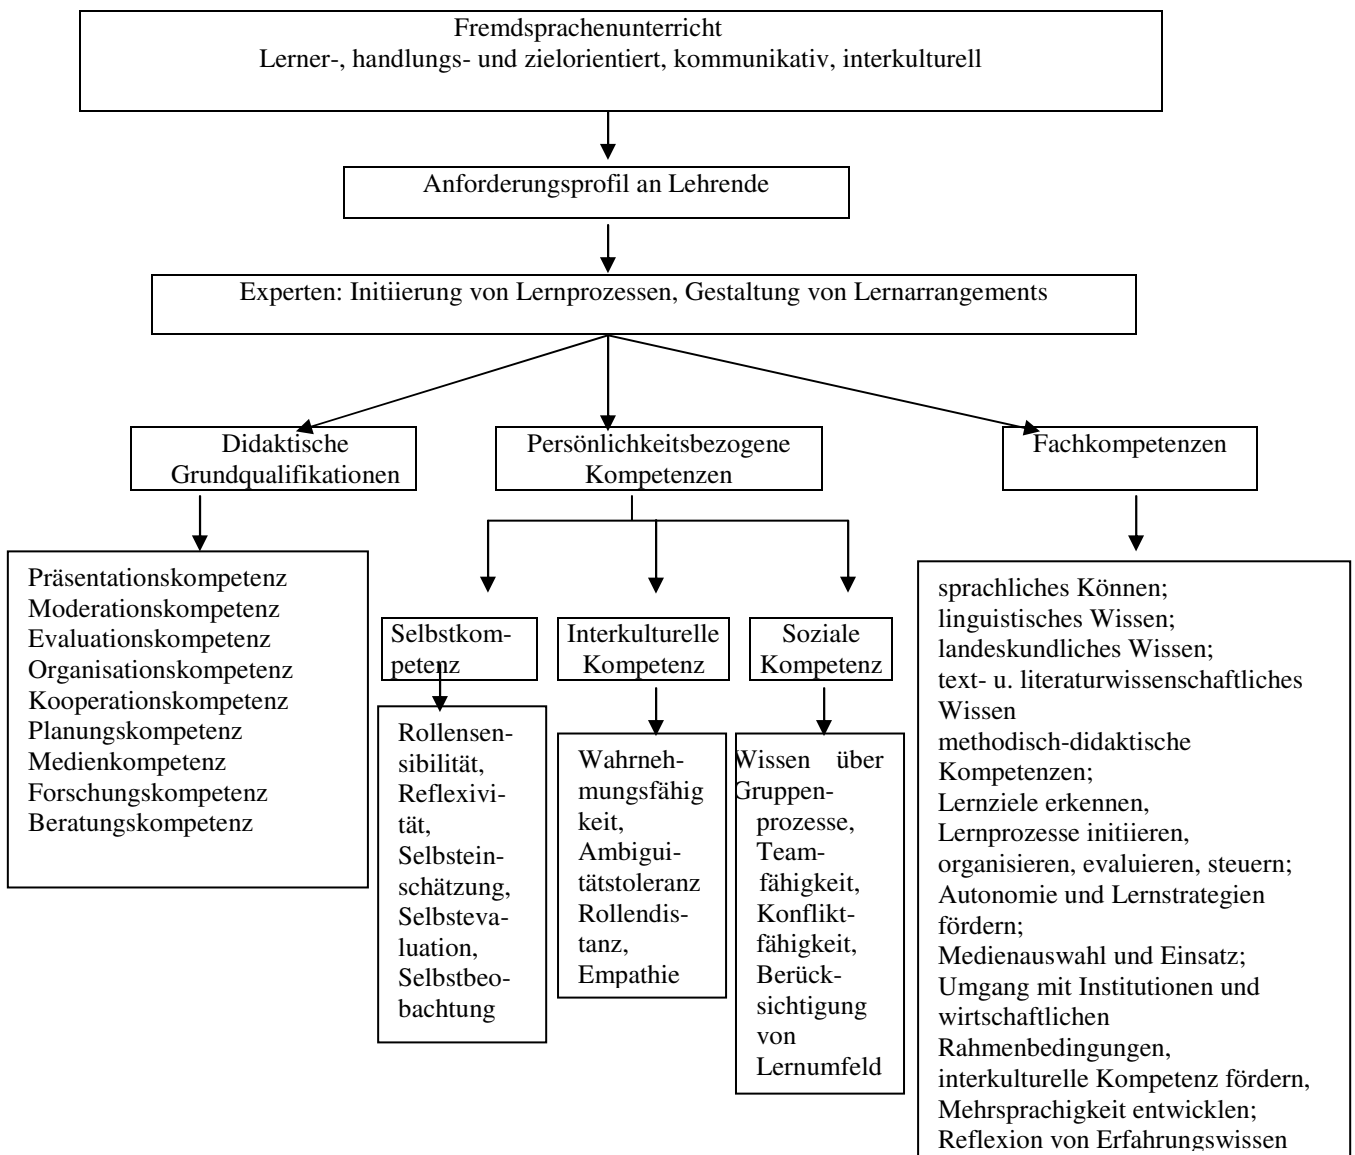 Fremdsprachenunterricht
Lerner-, handlungs- und zielorientiert, kommunikativ, interkulturell
Anforderungsprofil an Lehrende
Experten: Initiierung von Lernprozessen, Gestaltung von Lernarrangements
Didaktische
Grundqualifikationen
Persönlichkeitsbezogene
Kompetenzen
Fachkompetenzen
Präsentationskompetenz
Moderationskompetenz
Evaluationskompetenz
Organisationskompetenz
Kooperationskompetenz
Planungskompetenz
Medienkompetenz
Forschungskompetenz
Beratungskompetenz
Selbstkom-
petenz
Rollensen-
sibilität,
Reflexivi-
tät,
Selbstein-
schätzung,
Selbsteva-
luation,
Selbstbeo-
bachtung
Interkulturelle
Kompetenz
Wahrneh-
mungsfähig
keit,
Ambigui-
tätstoleranz
Rollendis-
tanz,
Empathie
Soziale
Kompetenz
Wissen über
Gruppen-
prozesse,
Team-
fähigkeit,
Konflikt-
fähigkeit,
Berück-
sichtigung
von
Lernumfeld
sprachliches Können;
linguistisches Wissen;
landeskundliches Wissen;
text- u. literaturwissenschaftliches
Wissen
methodisch-didaktische
Kompetenzen;
Lernziele erkennen,
Lernprozesse initiieren,
organisieren, evaluieren, steuern;
Autonomie und Lernstrategien
fördern;
Medienauswahl und Einsatz;
Umgang mit Institutionen und
wirtschaftlichen
Rahmenbedingungen,
interkulturelle Kompetenz fördern,
Mehrsprachigkeit entwicklen;
Reflexion von Erfahrungswissen